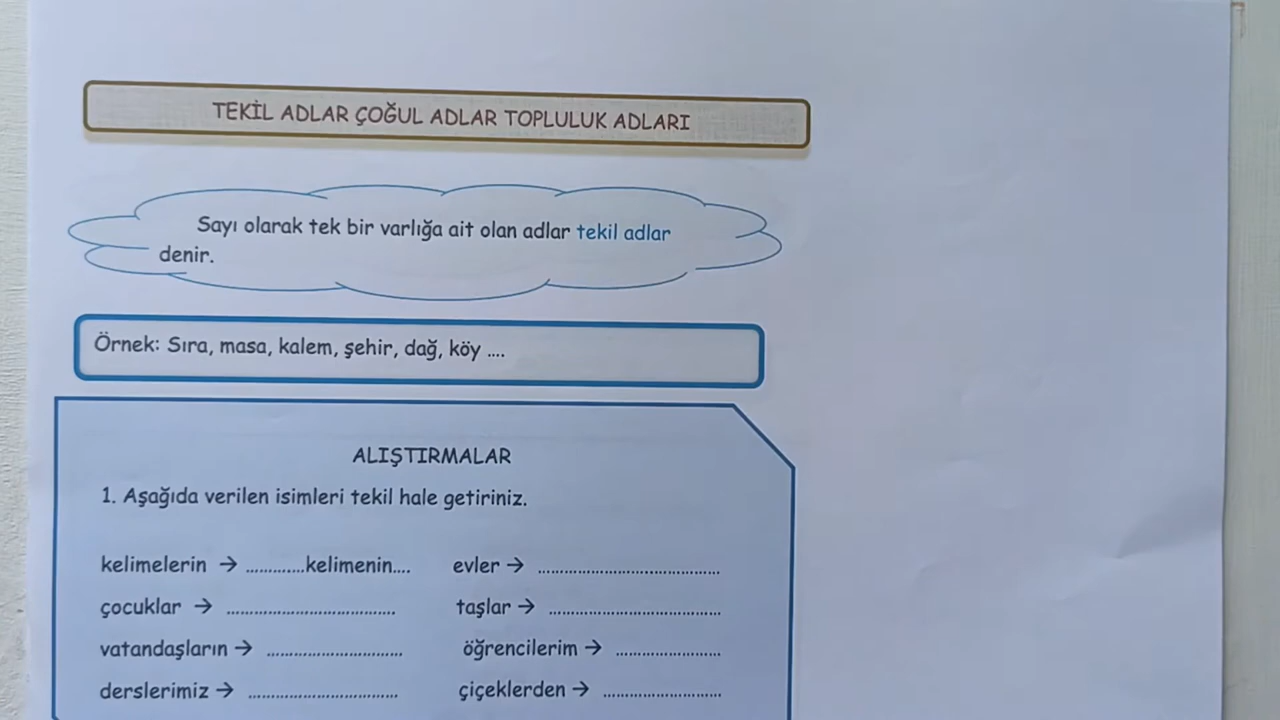 TEKİL ADLAR ÇOĞUL ADLAR TOPLULUK ADLARI
Sayı olarak tek bir varlığa ait olan adlar tekil adlar
denir.
Örnek: Sıra, masa, kalem, şehir, dağ, köy ....
ALIŞTIRMALAR
1. Aşağıda verilen isimleri tekil hale getiriniz.
kelimelerin → ............kelimenin.... evler → ........................................
çocuklar → ..................................... taşlar → ......................................
vatandaşların → .............................. öğrencilerim → .......................
derslerimiz → ................................. çiçeklerden → ..........................